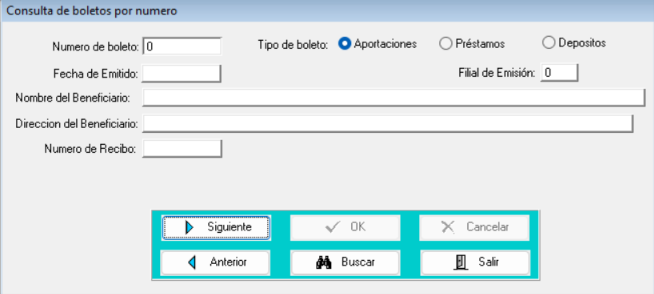 Consulta de boletos por numero
Numero de boleto: 0 Tipo de boleto: Aportaciones Préstamos Depositos
Fecha de Emitido: Filial de Emisión: 0
Nombre del Beneficiario:
Direccion del Beneficiario:
Numero de Recibo:
Siguiente OK Cancelar
Anterior Buscar Salir